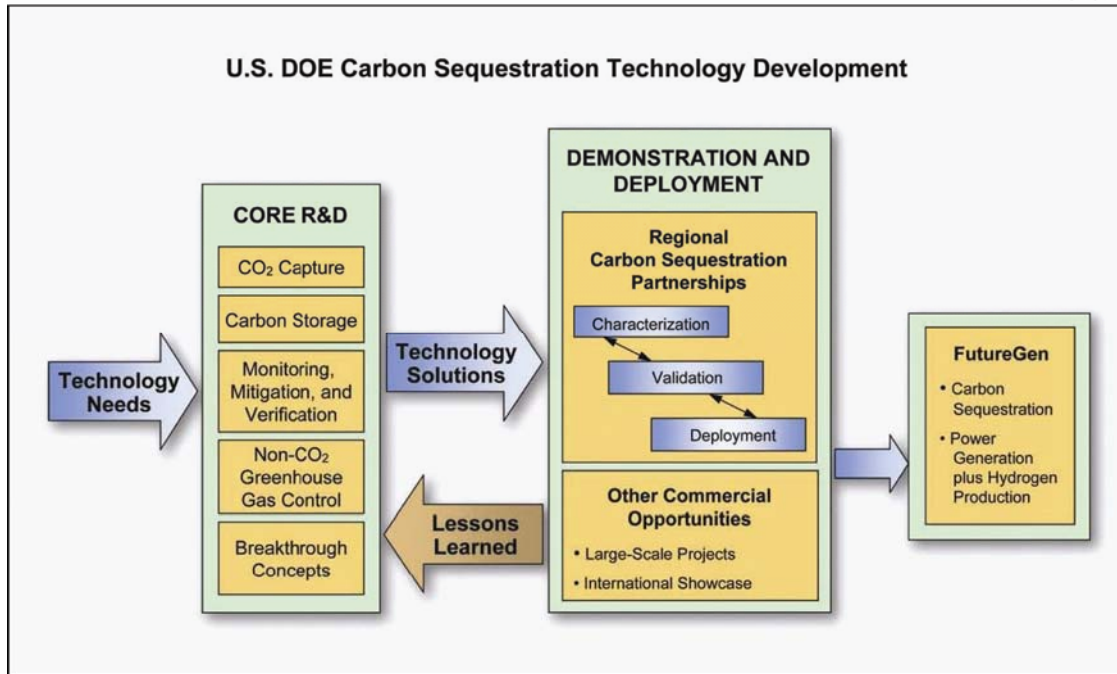 U.S. DOE Carbon Sequestration Technology Development
Technology
Needs
CORE R&D
CO₂ Capture
Carbon Storage
Monitoring,
Mitigation, and
Verification
Non-CO₂
Greenhouse
Gas Control
Breakthrough
Concepts
Technology
Solutions
Lessons
Learned
DEMONSTRATION AND
DEPLOYMENT
Regional
Carbon Sequestration
Partnerships
Characterization
Validation
Deployment
Other Commercial
Opportunities
• Large-Scale Projects
• International Showcase
FutureGen
• Carbon
Sequestration
• Power
Generation
plus Hydrogen
Production